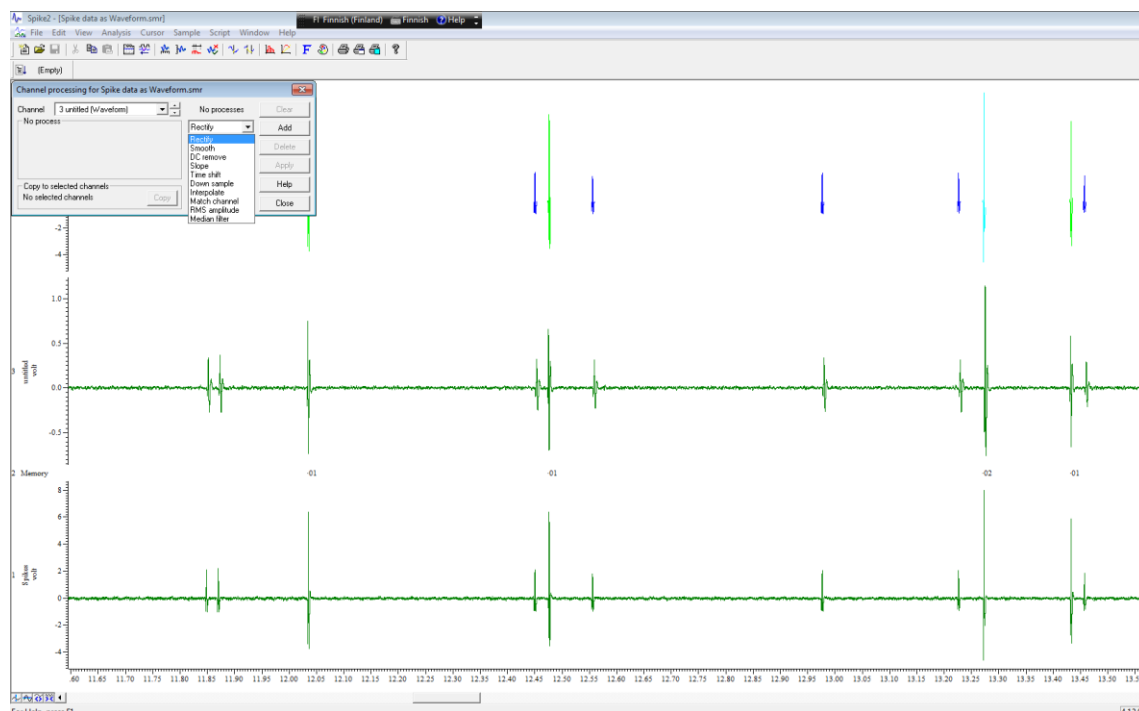 Spike2 - [Spike data as Waveform.smr]
FI Finnish (Finland) Finnish Help
File Edit View Analysis Cursor Sample Script Window Help
(Empty)
Channel processing for Spike data as Waveform.smr
Channel 3 untitled (Waveform) No processes Clear
No process
Rectify Add
Rectify
Smooth
DC remove
Slope
Time shift
Down sample
Interpolate
Match channel
RMS amplitude
Median filter
Delete
Apply
Copy to selected channels
No selected channels Copy
Help
Close
-2
-4
1.0
0.5
0.0
-0.5
3 untitled
volt
2 Memory -01 -01 -02 -01
8
6
4
2
0
-2
-4
1 Spikes
volt
.60 11.65 11.70 11.75 11.80 11.85 11.90 11.95 12.00 12.05 12.10 12.15 12.20 12.25 12.30 12.35 12.40 12.45 12.50 12.55 12.60 12.65 12.70 12.75 12.80 12.85 12.90 12.95 13.00 13.05 13.10 13.15 13.20 13.25 13.30 13.35 13.40 13.45 13.50